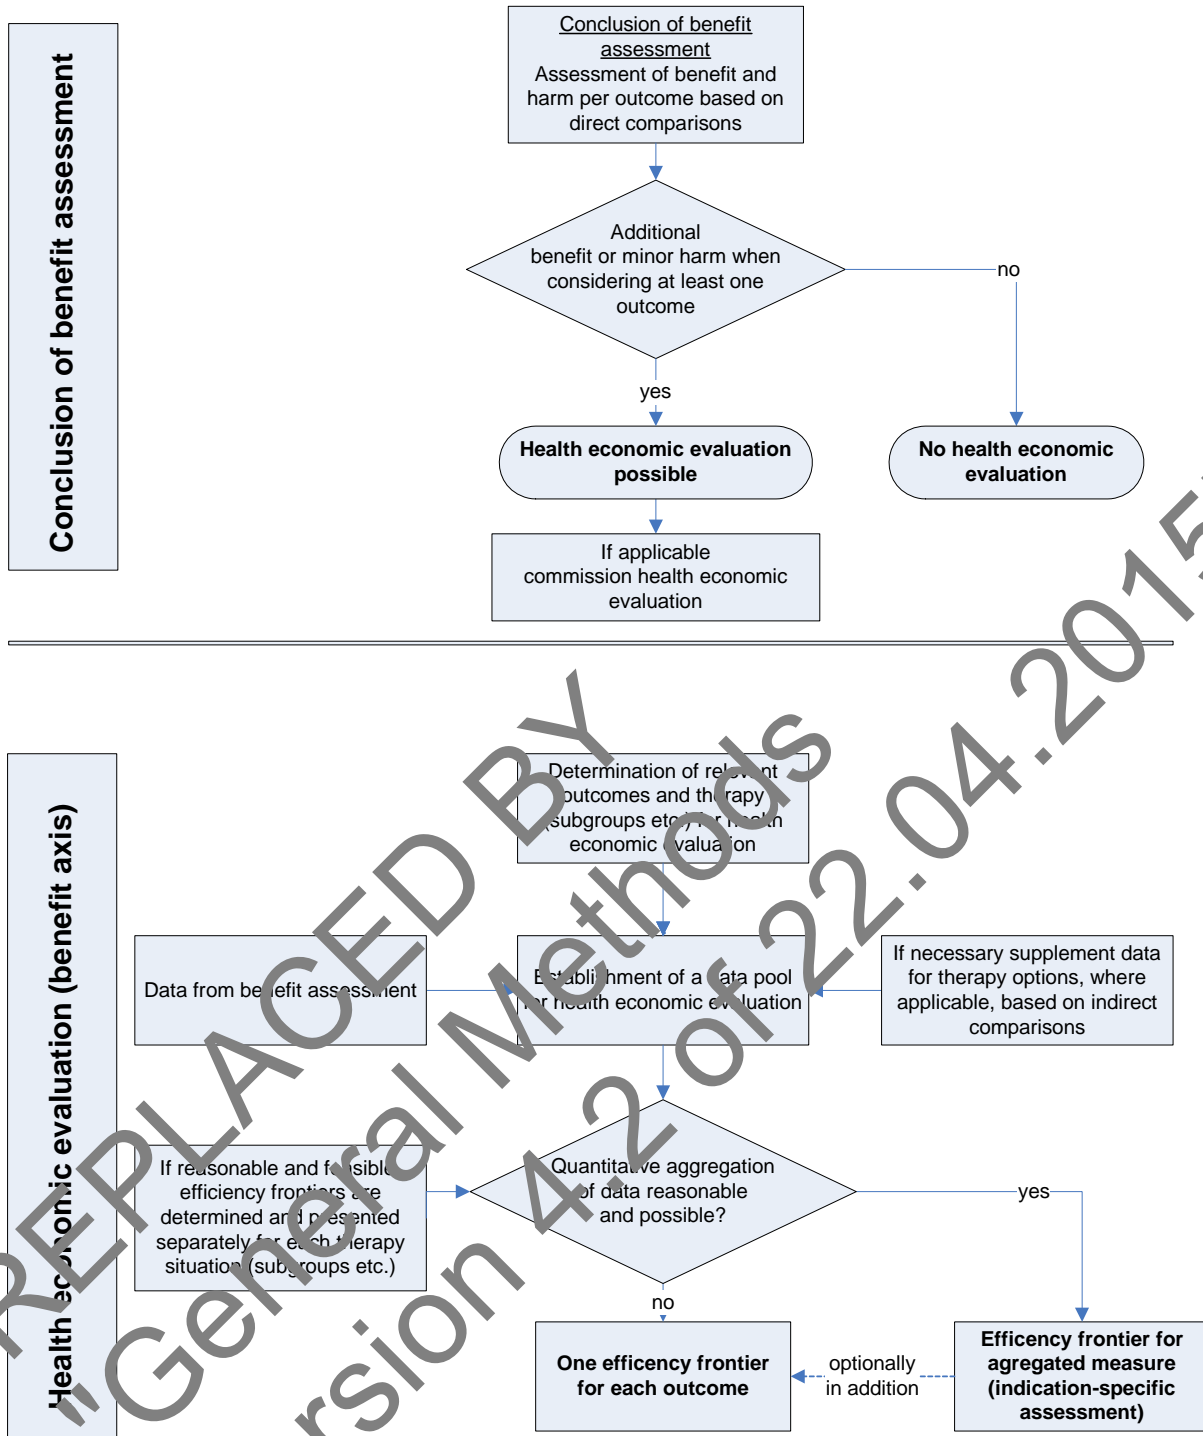 Conclusion of benefit assessment
Conclusion of benefit
assessment
Assessment of benefit and
harm per outcome based on
direct comparisons
Additional
benefit or minor harm when
considering at least one
outcome
no
yes
Health economic evaluation
possible
No health economic
evaluation
If applicable
commission health economic
evaluation
Health economic evaluation (benefit axis)
Determination of relevant
outcomes and therapy
(subgroups etc.) for health
economic evaluation
Data from benefit assessment
Establishment of a data pool
for health economic evaluation
If necessary supplement data
for therapy options, where
applicable, based on indirect
comparisons
If reasonable and feasible
efficiency frontiers are
determined and presented
separately for each therapy
situation (subgroups etc.)
Quantitative aggregation
of data reasonable
and possible?
yes
no
One efficency frontier
for each outcome
optionally
in addition
Efficency frontier for
agregated measure
(indication-specific
assessment)
REPLACED BY
"General Methods
rsion 4.2 of 22.04.2015